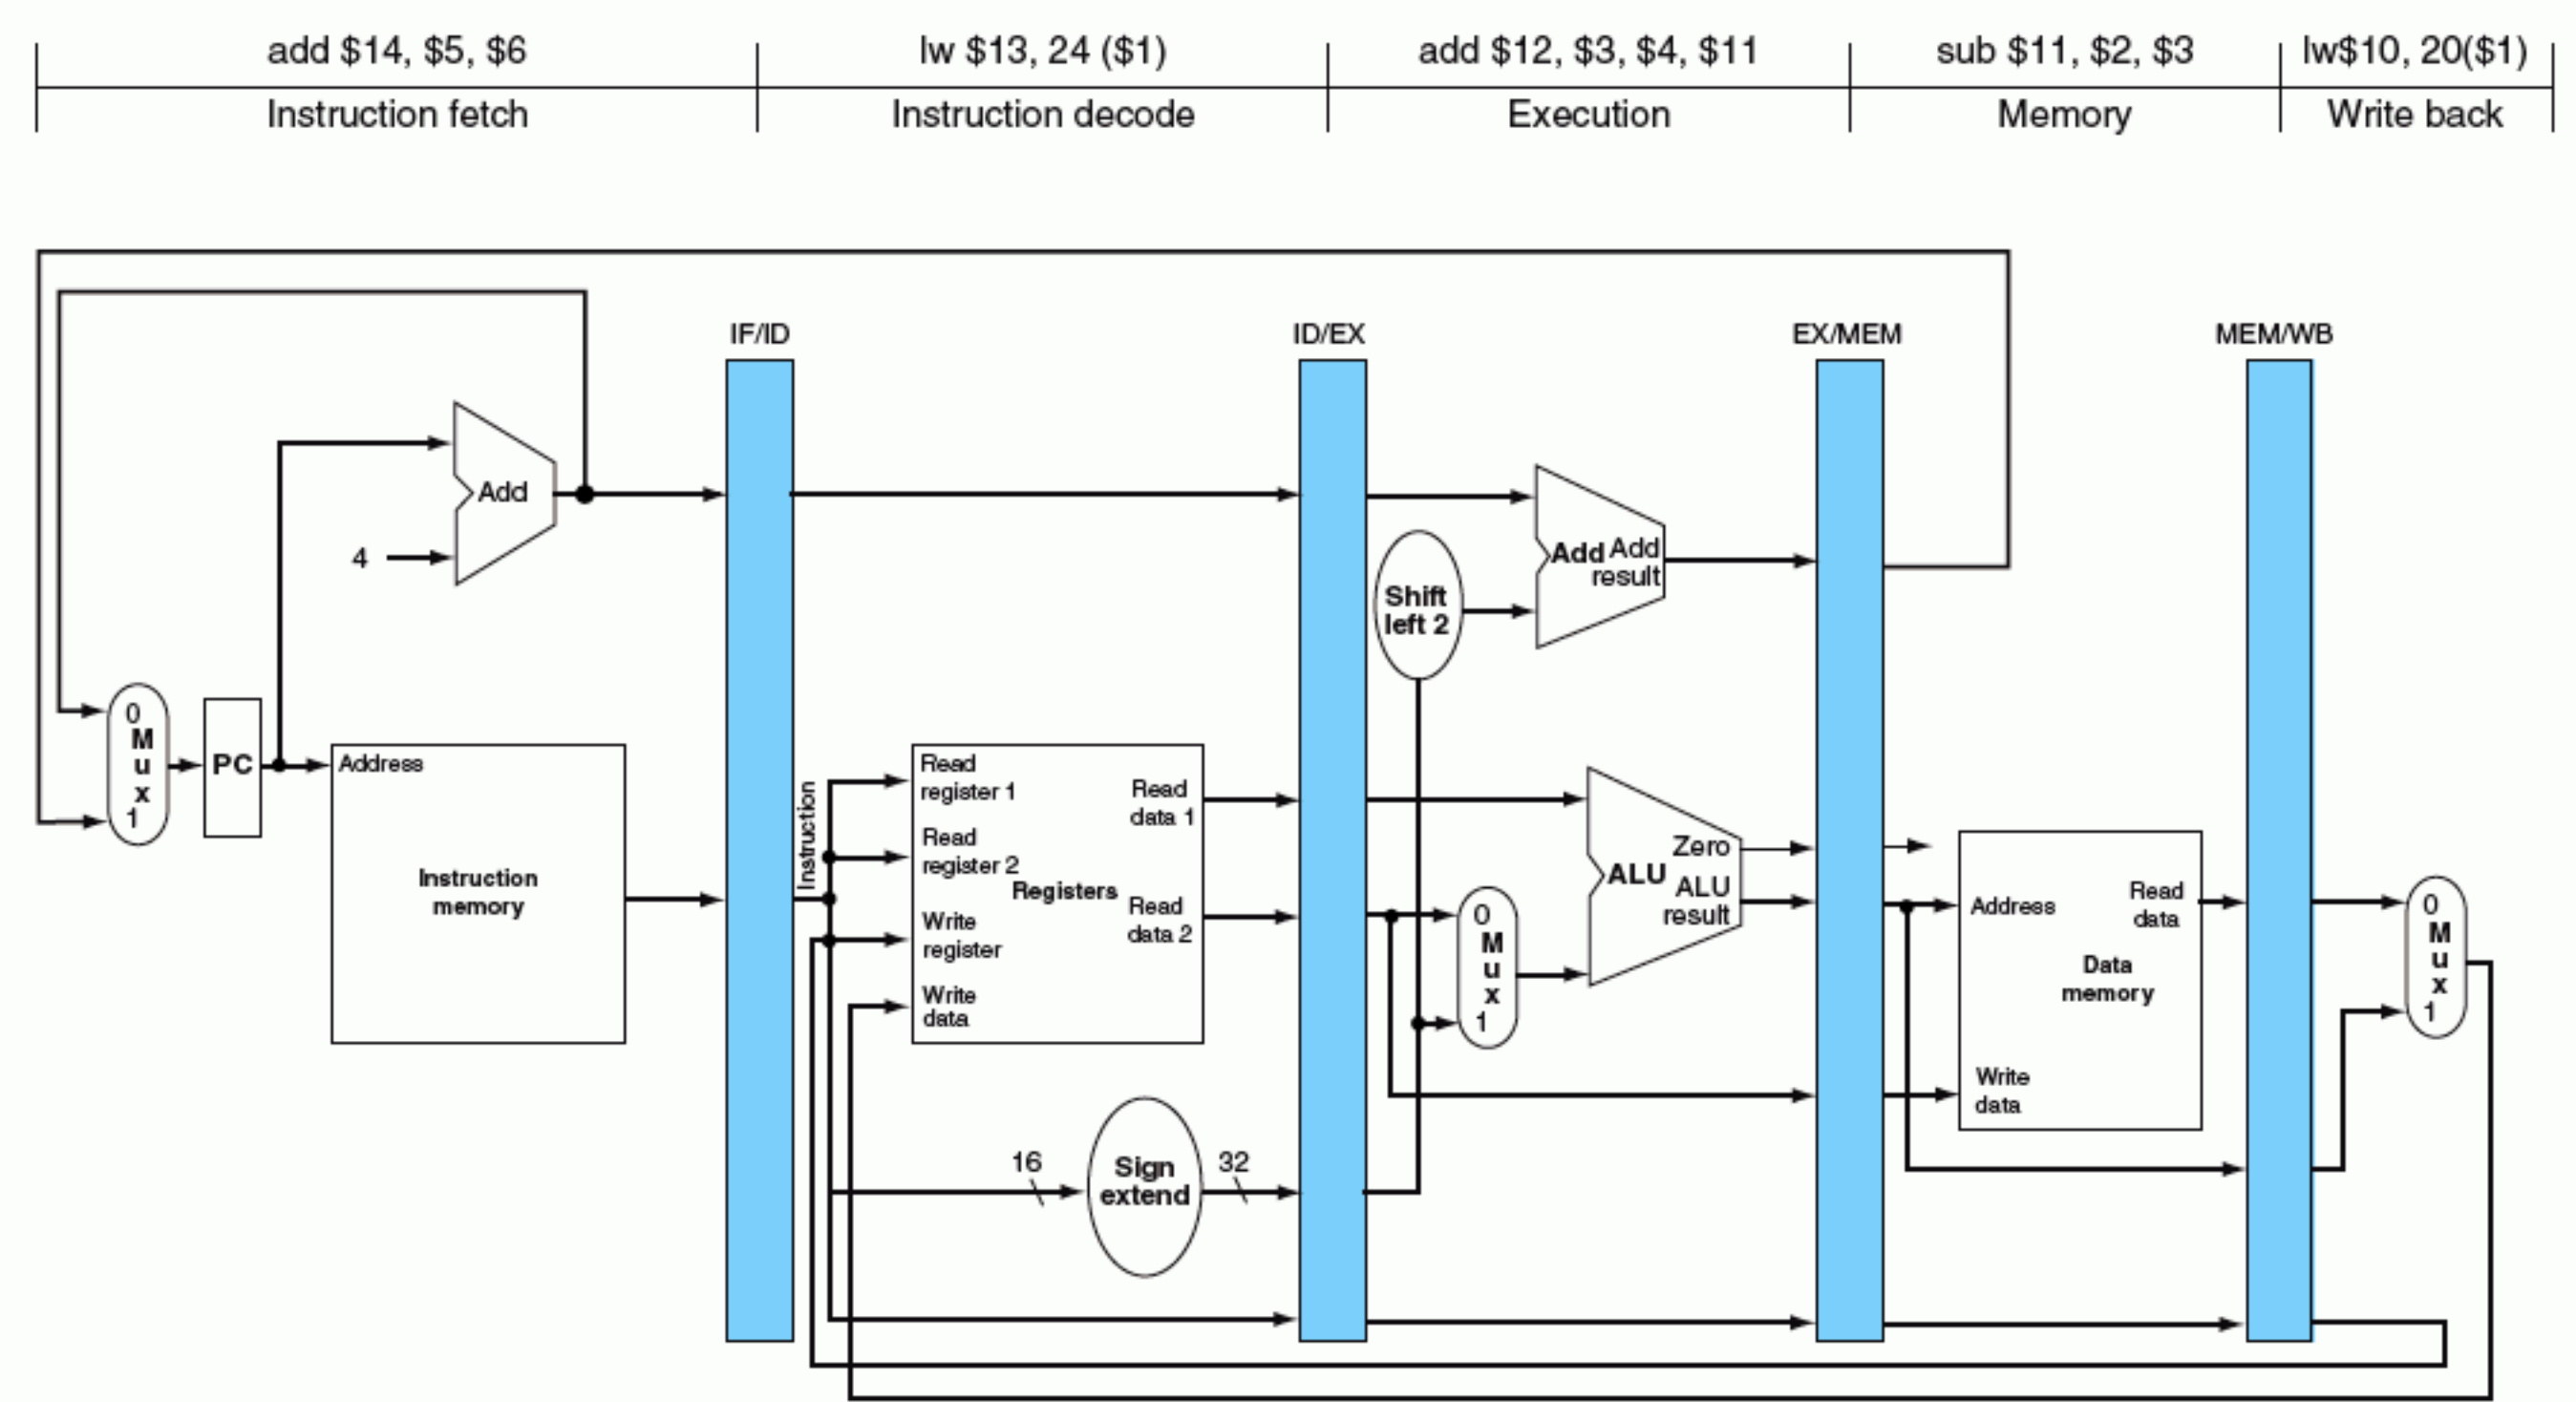 add $14, $5, $6
lw $13, 24 ($1)
add $12, $3, $4, $11
sub $11, $2, $3
lw$10, 20($1)
Instruction fetch
Instruction decode
Execution
Memory
Write back
IF/ID
ID/EX
EX/MEM
MEM/WB
Add
4
Add Add
result
Shift
left 2
0
M
u
x
1
PC
Address
Instruction
memory
Instruction
Read
register 1
Read
register 2
Registers
Write
register
Write
data
Read
data 1
Read
data 2
16
Sign
extend
32
0
M
u
x
1
Zero
ALU
ALU
result
Address
Read
data
Data
memory
Write
data
0
M
u
x
1